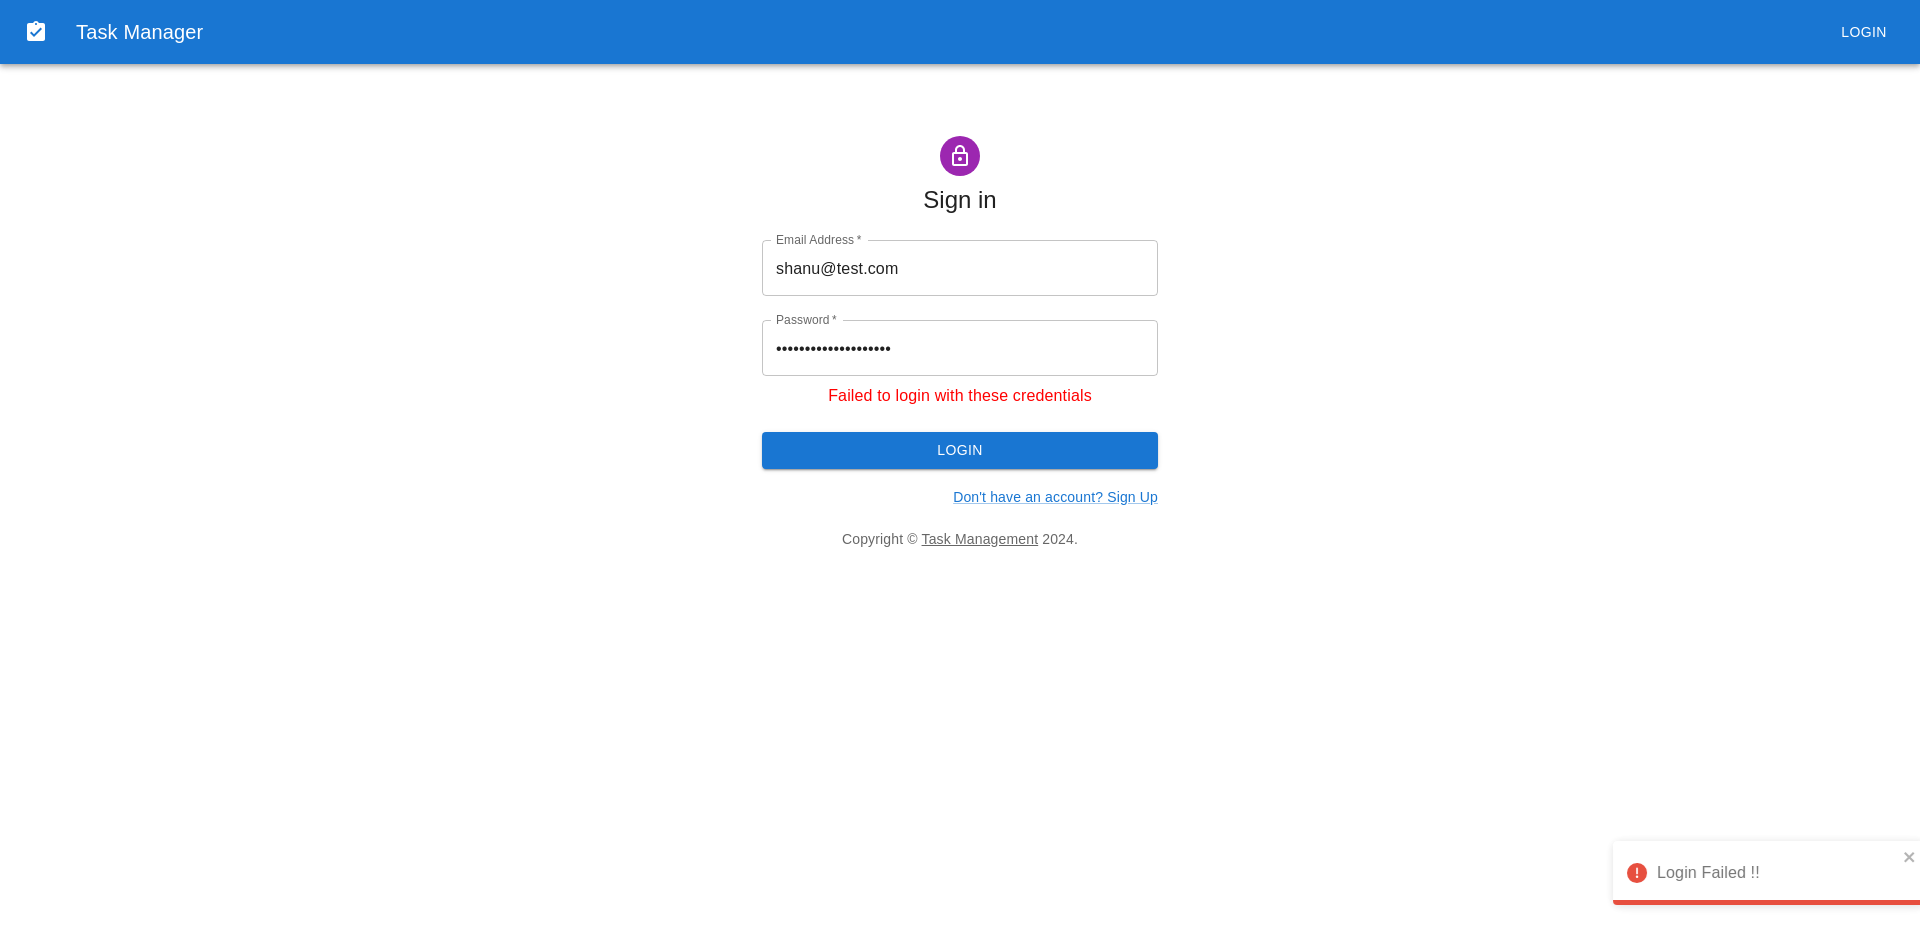 Task Manager
LOGIN
Sign in
Email Address *
shanu@test.com
Password *
••••••••••••••••••••
Failed to login with these credentials
LOGIN
Don't have an account? Sign Up
Copyright © Task Management 2024.
Login Failed !!